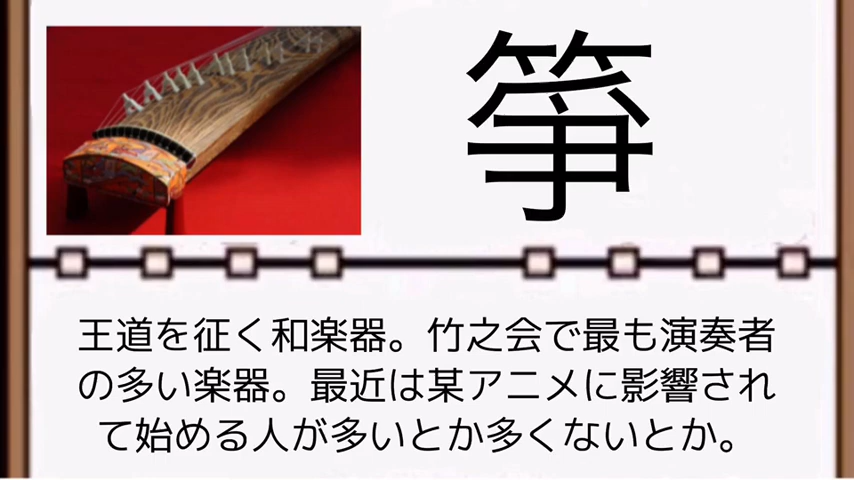 筝
王道を征く和楽器。竹之会で最も演奏者
の多い楽器。最近は某アニメに影響され
て始める人が多いとか多くないとか。